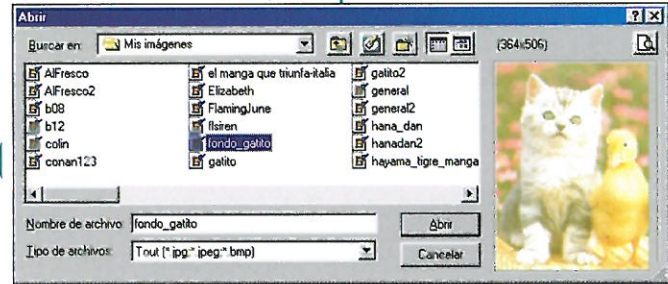 Abrir
Buscar en: Mis imágenes
(364x506)
AlFresco
AlFresco2
b08
b12
colin
conan123
el manga que triunfa-italia
Elizabeth
FlamingJune
flsiren
fondo_gatito
gatito
gatito2
general
general2
hana_dan
hanadan2
hayama_tigre_manga
Nombre de archivo: fondo_gatito
Abrir
Tipo de archivos: Tout (*.jpg;*.jpeg;*.bmp)
Cancelar